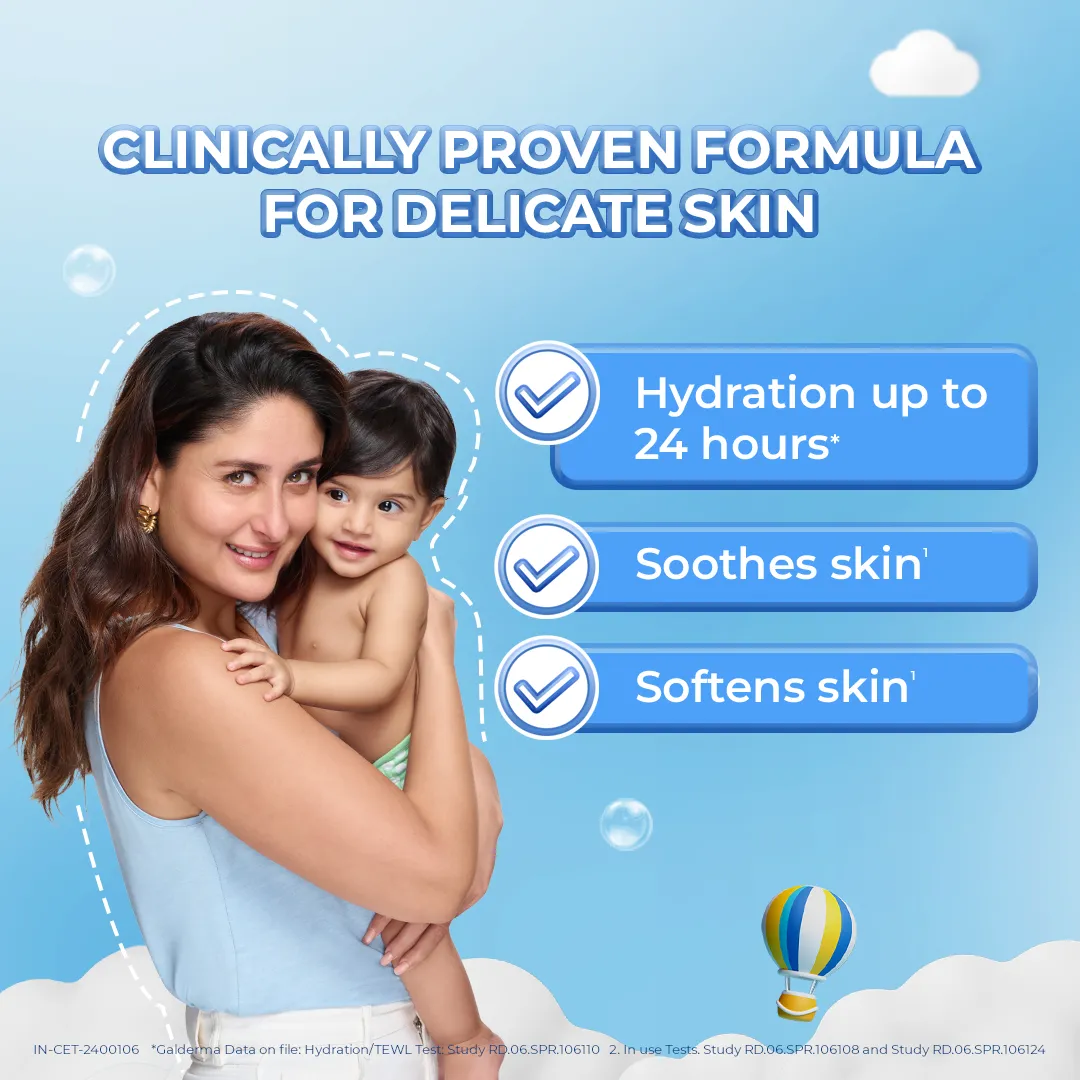 CLINICALLY PROVEN FORMULA
FOR DELICATE SKIN
Hydration up to
24 hours*
Soothes skin¹
Softens skin¹
IN-CET-2400106 *Galderma Data on file: Hydration/TEWL Test: Study RD.06.SPR.106110 2. In use Tests. Study RD.06.SPR.106108 and Study RD.06.SPR.106124